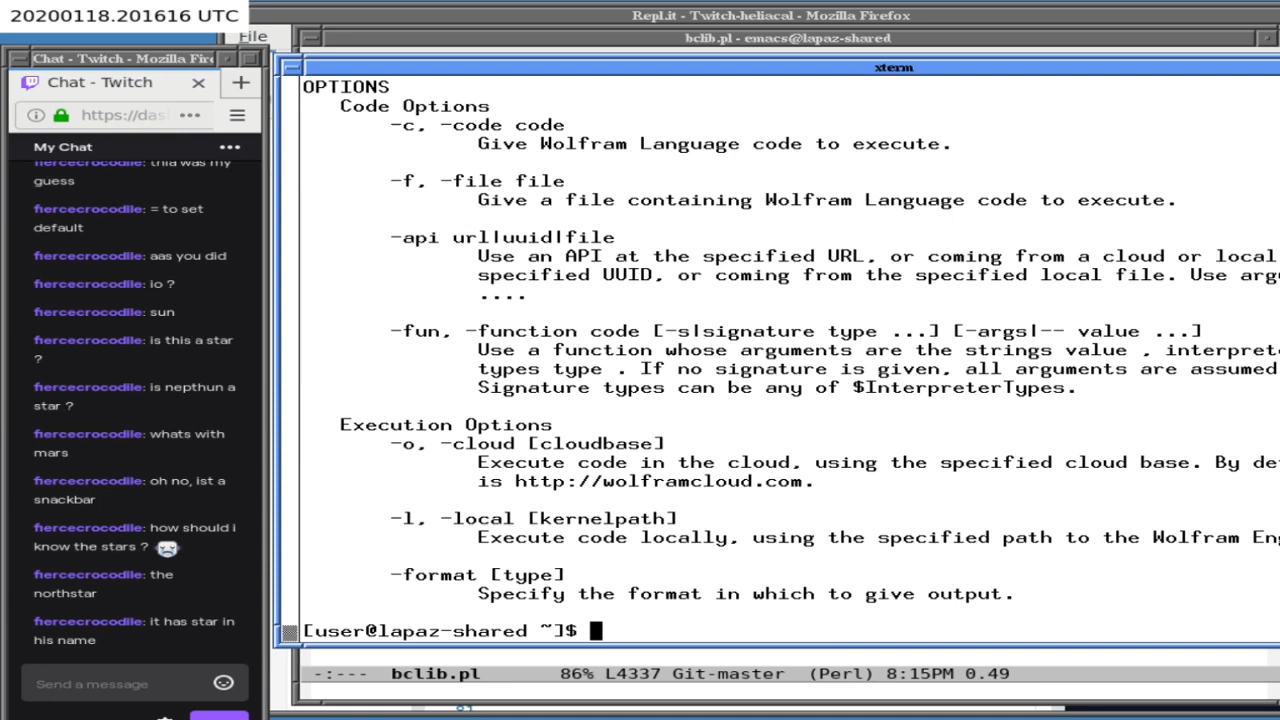 20200118.201616 UTC
Repl.it - Twitch-heliacal - Mozilla Firefox
File
bclib.pl - emacs@lapaz-shared
Chat - Twitch - Mozilla Fire
xterm
Chat - Twitch
https://das
My Chat
fiercecrocodile: this was my
guess
fiercecrocodile: = to set
default
fiercecrocodile: aas you did
fiercecrocodile: io ?
fiercecrocodile: sun
fiercecrocodile: is this a star
?
fiercecrocodile: is nepthun a
star ?
fiercecrocodile: whats with
mars
fiercecrocodile: oh no, ist a
snackbar
fiercecrocodile: how should i
know the stars ?
fiercecrocodile: the
northstar
fiercecrocodile: it has star in
his name
Send a message
OPTIONS
Code Options
-c, -code code
Give Wolfram Language code to execute.
-f, -file file
Give a file containing Wolfram Language code to execute.
-api url|uuid|file
Use an API at the specified URL, or coming from a cloud or local
specified UUID, or coming from the specified local file. Use arg
....
-fun, -function code [-s|signature type ...] [-args|-- value ...]
Use a function whose arguments are the strings value , interprete
types type . If no signature is given, all arguments are assumed
Signature types can be any of $InterpreterTypes.
Execution Options
-o, -cloud [cloudbase]
Execute code in the cloud, using the specified cloud base. By de
is http://wolframcloud.com.
-l, -local [kernelpath]
Execute code locally, using the specified path to the Wolfram En
-format [type]
Specify the format in which to give output.
[user@lapaz-shared ~]$
-:--- bclib.pl 86% L4337 Git-master (Perl) 8:15PM 0.49